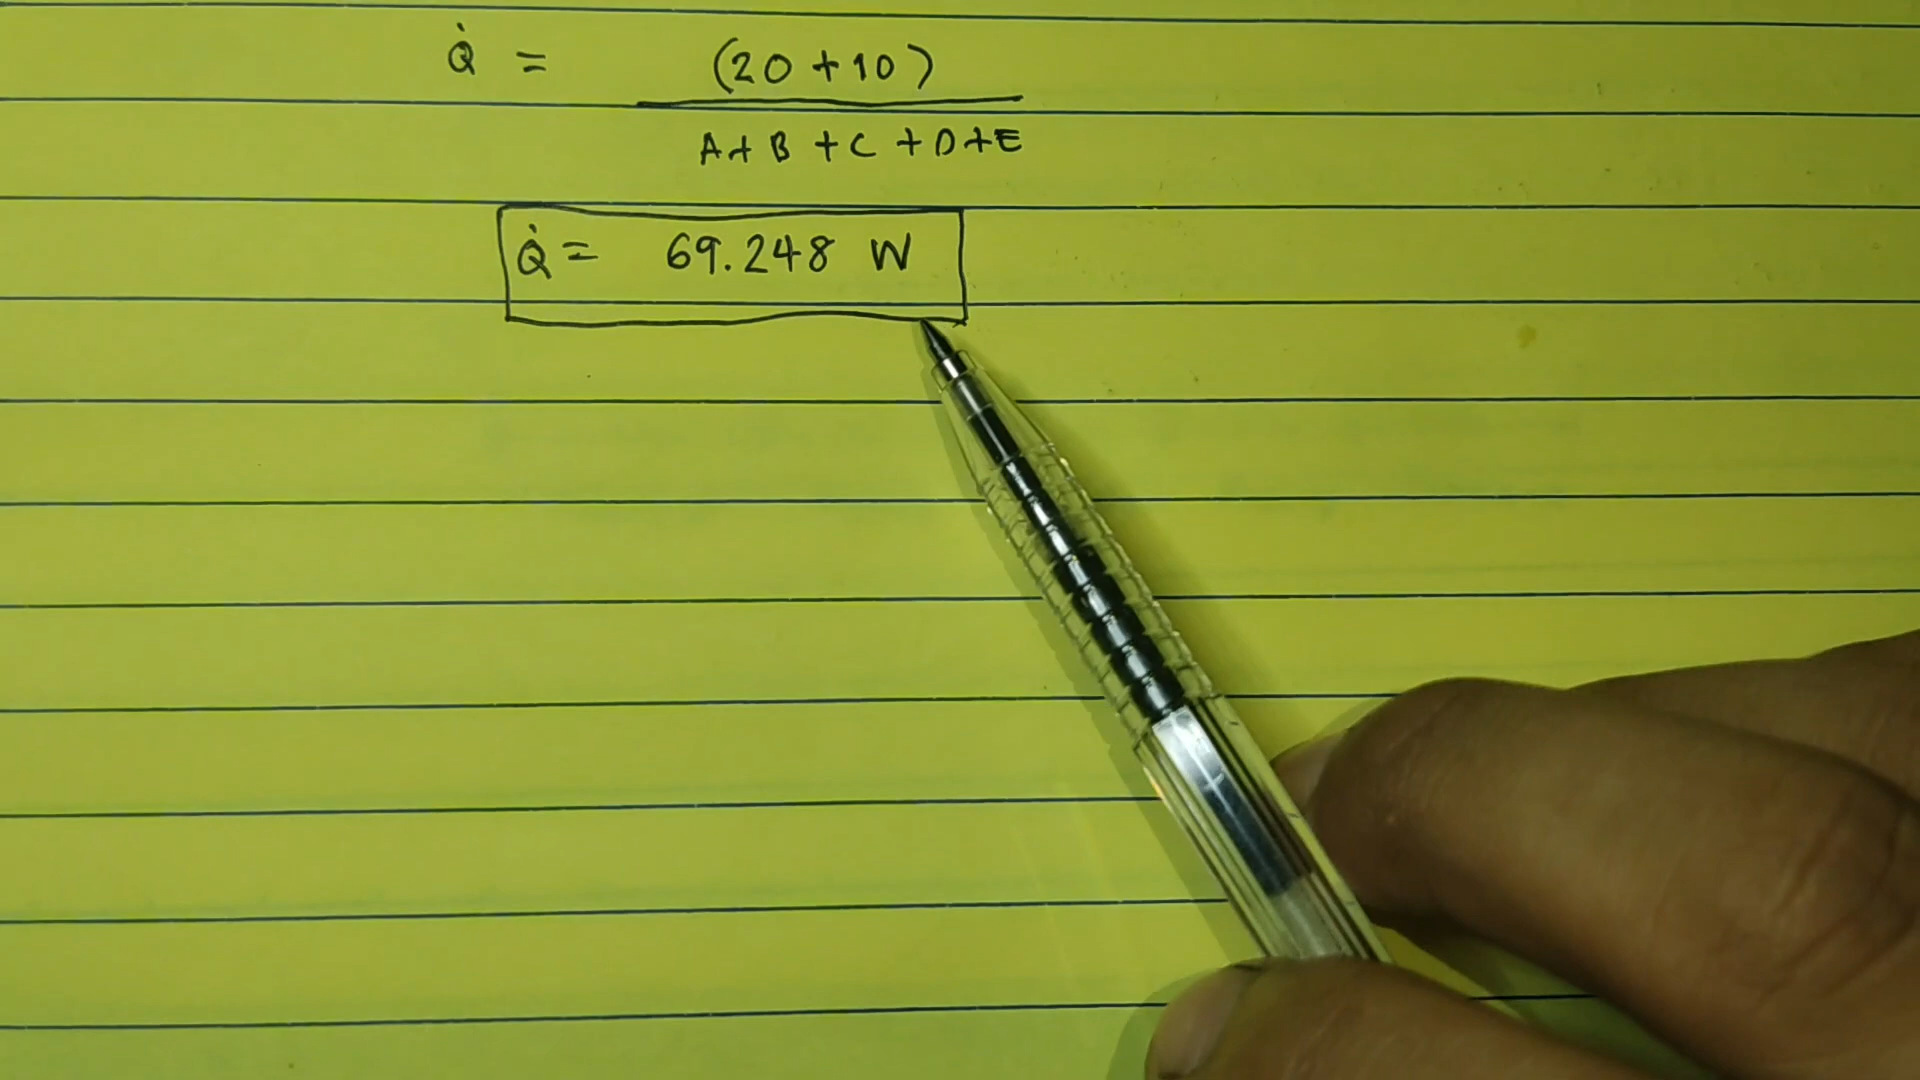 Q̇ = (20 + 10)
A + B + C + D + E
Q̇ = 69.248 W